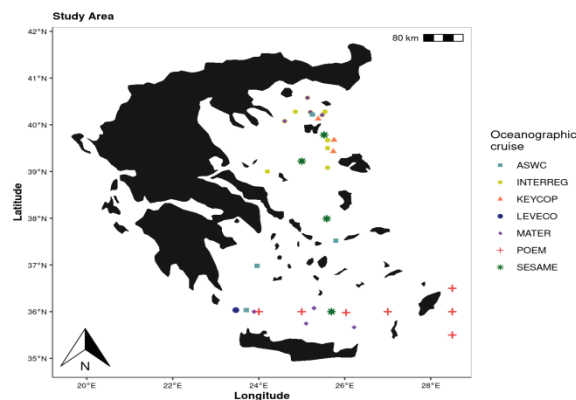 Study Area
42°N
41°N
40°N
39°N
38°N
37°N
36°N
35°N
Latitude
80 km
N
20°E
22°E
24°E
26°E
28°E
Longitude
Oceanographic
cruise
ASWC
INTERREG
KEYCOP
LEVECO
MATER
POEM
SESAME